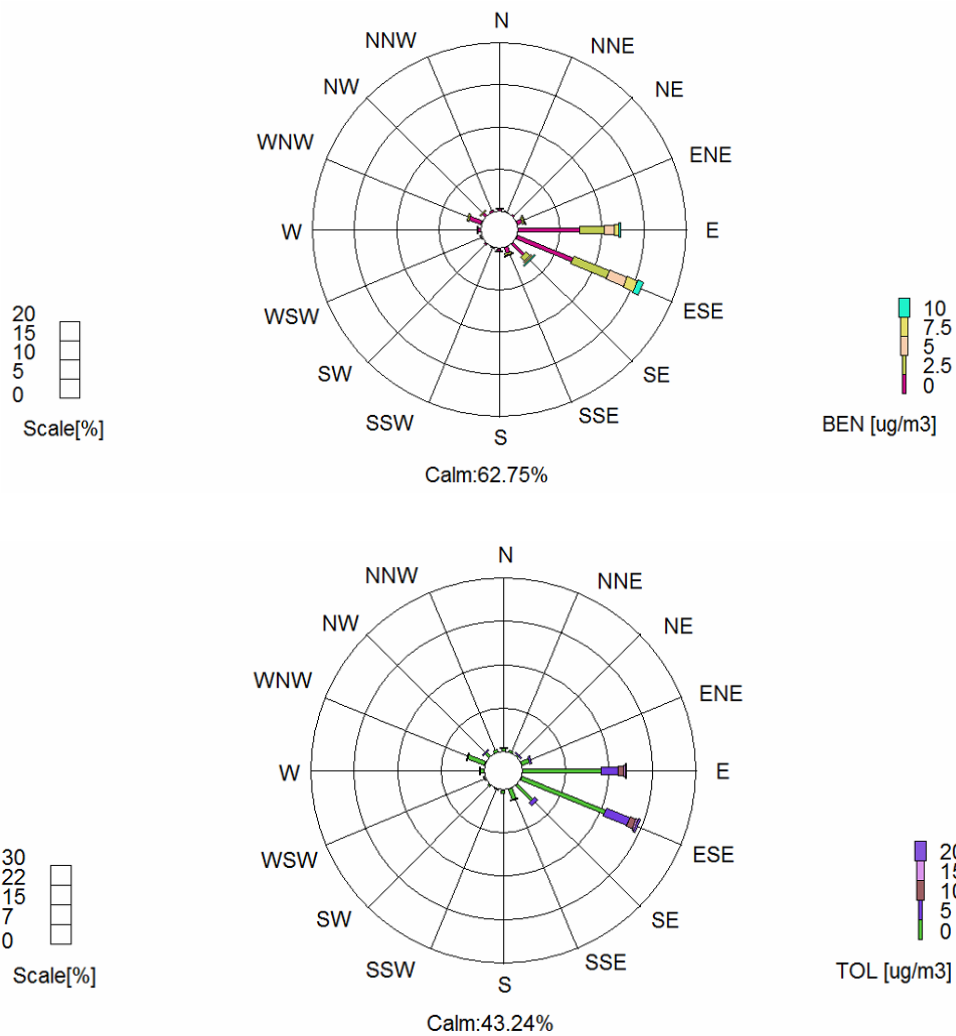 N
NNW
NNE
NW
NE
WNW
ENE
W
E
WSW
ESE
SW
SE
SSW
SSE
S
20
15
10
5
0
Scale[%]
10
7.5
5
2.5
0
BEN [ug/m3]
Calm:62.75%
N
NNW
NNE
NW
NE
WNW
ENE
W
E
WSW
ESE
SW
SE
SSW
SSE
S
30
22
15
7
0
Scale[%]
20
15
10
5
0
TOL [ug/m3]
Calm:43.24%